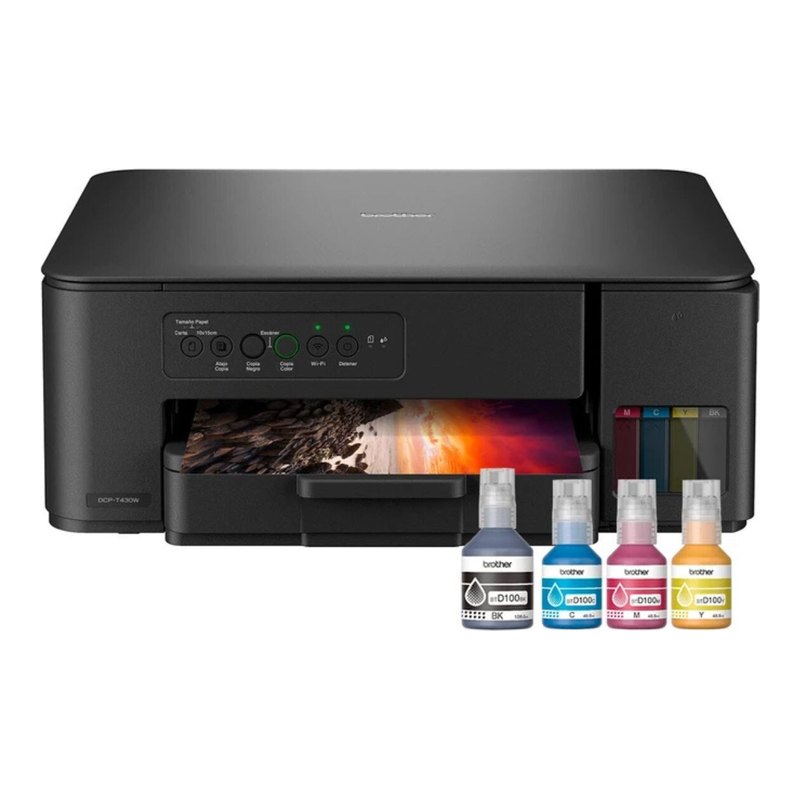 brother
Tamaño Papel
Carta 10x15cm
Escáner
Atajo
Copia
Copia
Negro
Copia
Color
Wi-Fi
Detener
M C Y BK
DCP-T430W
brother
BTD100BK
BK
brother
BTD100C
C
brother
BTD100M
M
brother
BTD100Y
Y